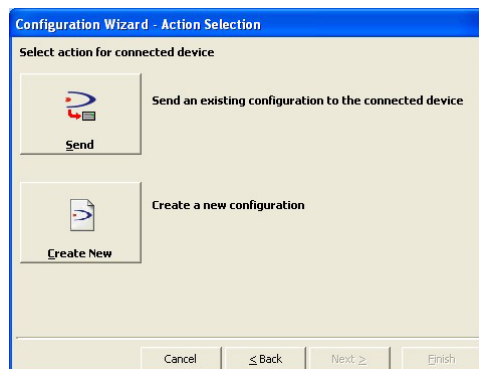 Configuration Wizard - Action Selection
Select action for connected device
Send an existing configuration to the connected device
Send
Create a new configuration
Create New
Cancel
< Back
Next >
Finish